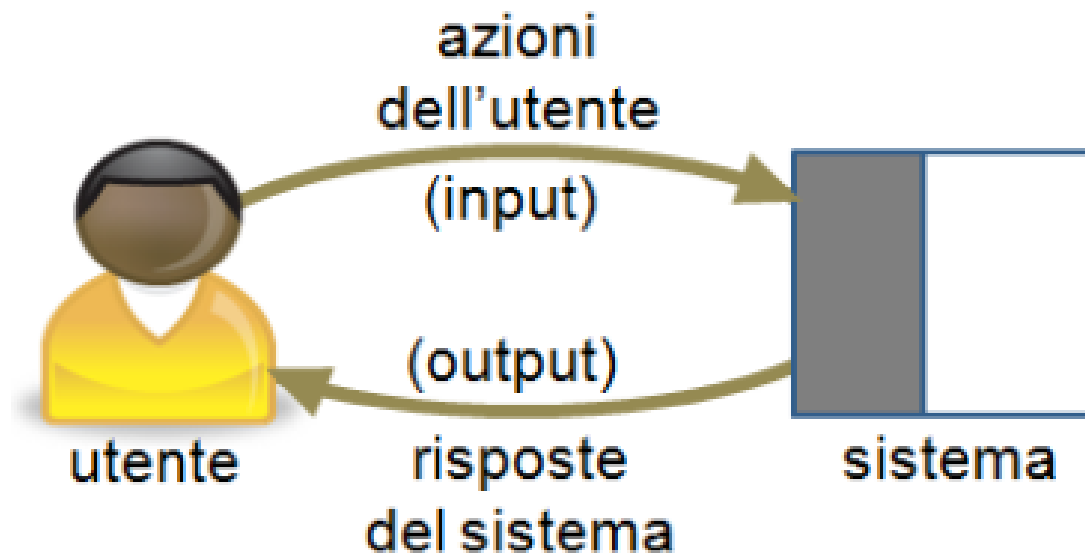 azioni
dell’utente
(input)
(output)
utente
risposte
del sistema
sistema